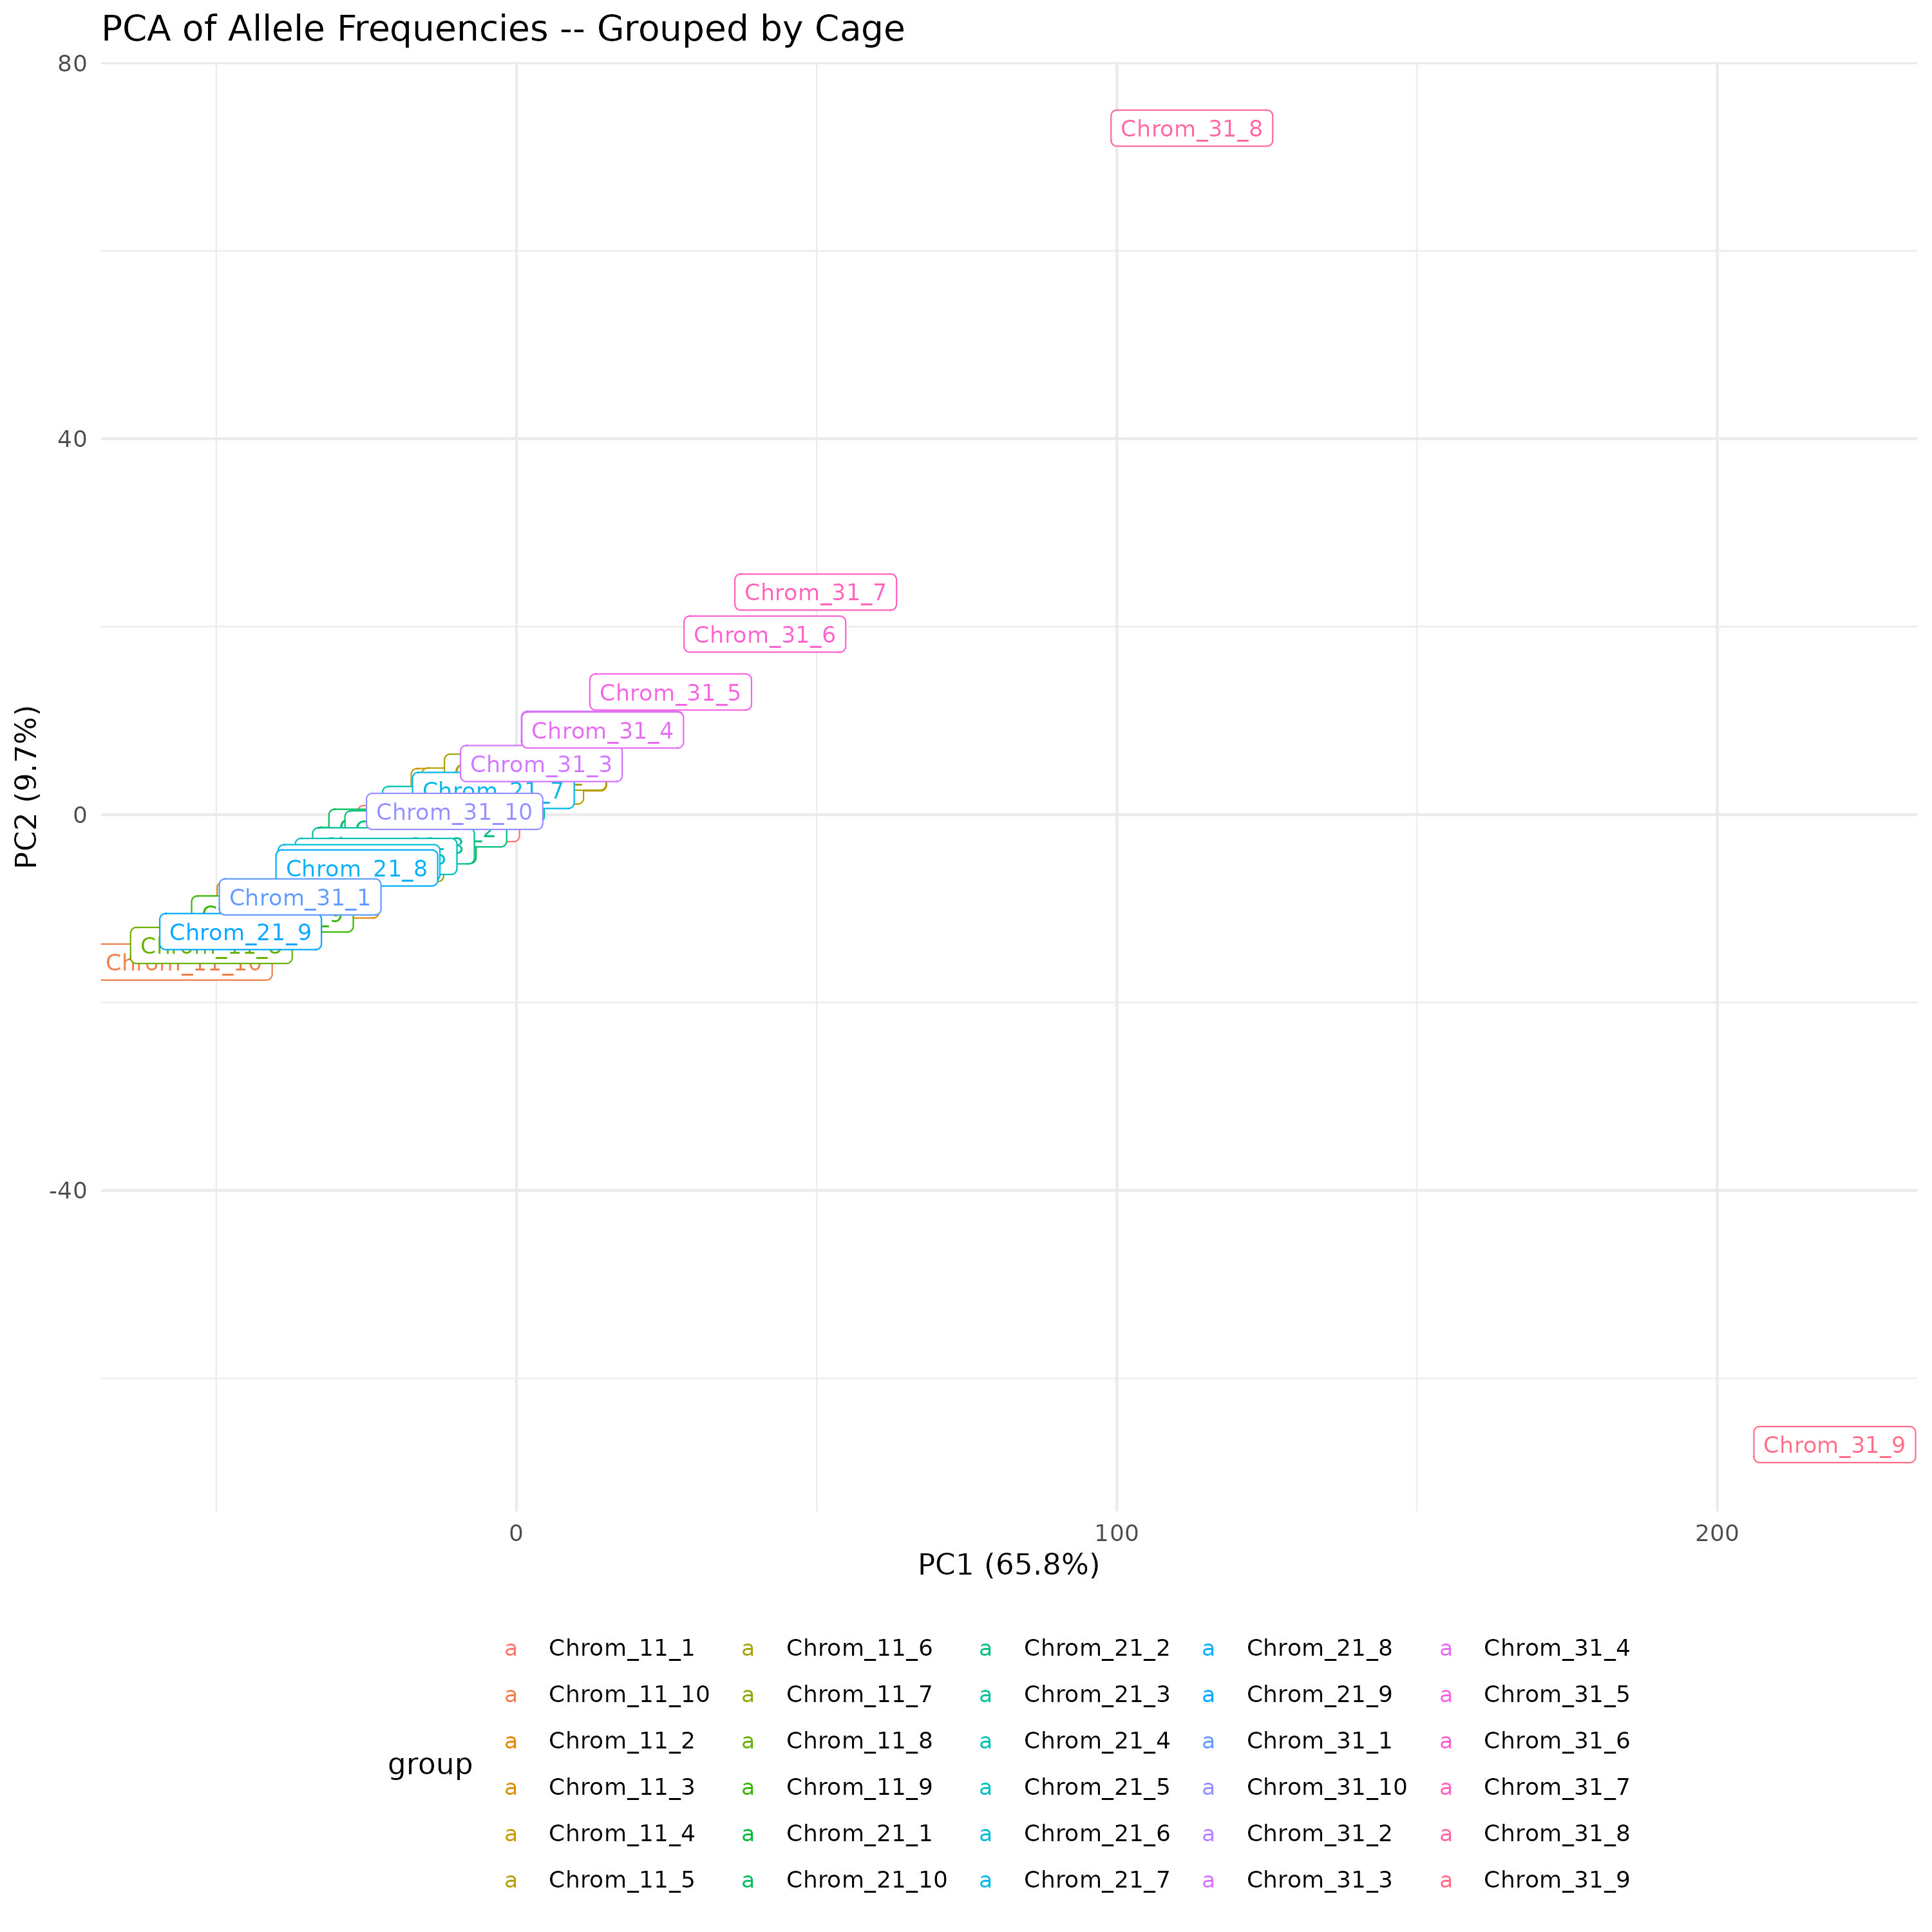 PCA of Allele Frequencies -- Grouped by Cage
80
Chrom_31_8
40
Chrom_31_7
Chrom_31_6
Chrom_31_5
Chrom_31_4
Chrom_31_3
Chrom_21_7
Chrom_31_10
0
PC2 (9.7%)
Chrom_21_8
Chrom_31_1
Chrom_21_9
Chrom_11_10
-40
Chrom_31_9
0 100 200
PC1 (65.8%)
a Chrom_11_1 a Chrom_11_6 a Chrom_21_2 a Chrom_21_8 a Chrom_31_4
a Chrom_11_10 a Chrom_11_7 a Chrom_21_3 a Chrom_21_9 a Chrom_31_5
a Chrom_11_2 a Chrom_11_8 a Chrom_21_4 a Chrom_31_1 a Chrom_31_6
group
a Chrom_11_3 a Chrom_11_9 a Chrom_21_5 a Chrom_31_10 a Chrom_31_7
a Chrom_11_4 a Chrom_21_1 a Chrom_21_6 a Chrom_31_2 a Chrom_31_8
a Chrom_11_5 a Chrom_21_10 a Chrom_21_7 a Chrom_31_3 a Chrom_31_9